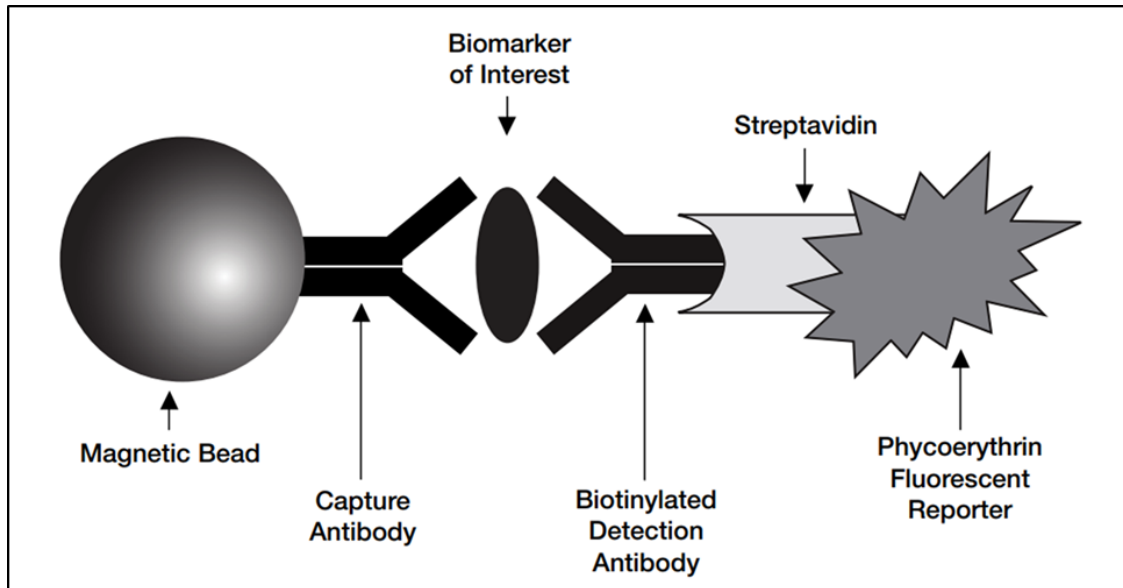 Biomarker
of Interest
Streptavidin
Magnetic Bead
Capture
Antibody
Biotinylated
Detection
Antibody
Phycoerythrin
Fluorescent
Reporter